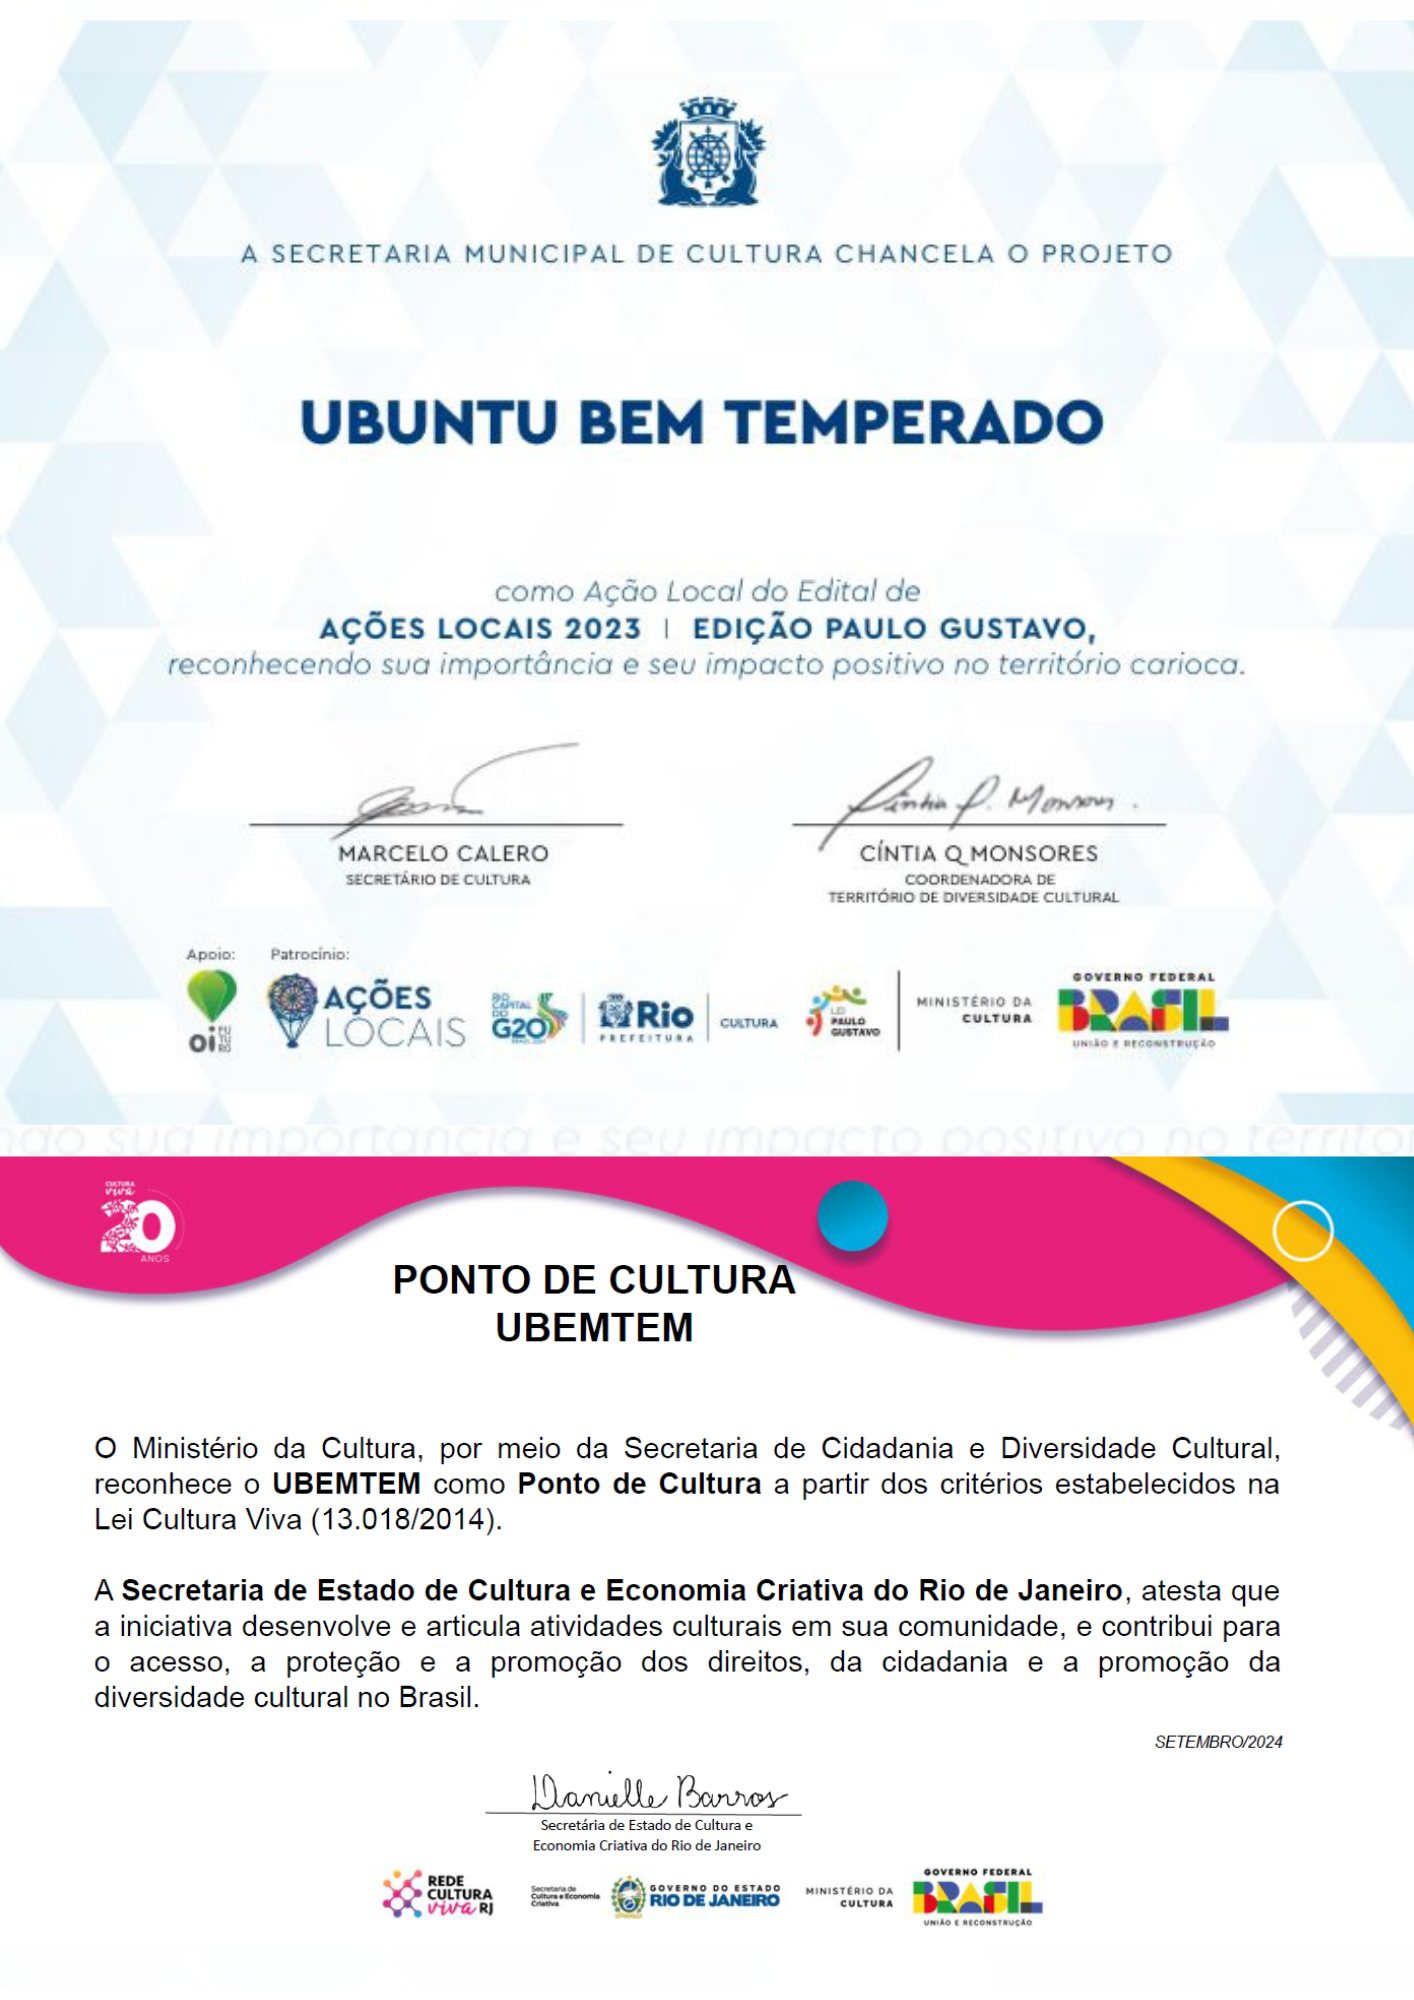 A SECRETARIA MUNICIPAL DE CULTURA CHANCELA O PROJETO
UBUNTU BEM TEMPERADO
como Ação Local do Edital de
AÇÕES LOCAIS 2023 | EDIÇÃO PAULO GUSTAVO,
reconhecendo sua importância e seu impacto positivo no território carioca.
Cíntia Q. Monsores
MARCELO CALERO
SECRETÁRIO DE CULTURA
CÍNTIA Q MONSORES
COORDENADORA DE
TERRITÓRIO DE DIVERSIDADE CULTURAL
Apoio:
Patrocínio:
oi FUTURO
AÇÕES
LOCAIS
RIO
CAPITAL
DO
G20
Rio
PREFEITURA
CULTURA
LEI
PAULO
GUSTAVO
MINISTÉRIO DA
CULTURA
GOVERNO FEDERAL
BRASIL
UNIÃO E RECONSTRUÇÃO
ndo sua importancia e seu impacto positivo no territo
CULTURA
viva
20
ANOS
PONTO DE CULTURA
UBEMTEM
O Ministério da Cultura, por meio da Secretaria de Cidadania e Diversidade Cultural,
reconhece o UBEMTEM como Ponto de Cultura a partir dos critérios estabelecidos na
Lei Cultura Viva (13.018/2014).
A Secretaria de Estado de Cultura e Economia Criativa do Rio de Janeiro, atesta que
a iniciativa desenvolve e articula atividades culturais em sua comunidade, e contribui para
o acesso, a proteção e a promoção dos direitos, da cidadania e a promoção da
diversidade cultural no Brasil.
SETEMBRO/2024
Danielle Barros
Secretária de Estado de Cultura e
Economia Criativa do Rio de Janeiro
REDE
CULTURA
viva RJ
Secretaria de
Cultura e Economia
Criativa
GOVERNO DO ESTADO
RIO DE JANEIRO
MINISTÉRIO DA
CULTURA
GOVERNO FEDERAL
BRASIL
UNIÃO E RECONSTRUÇÃO